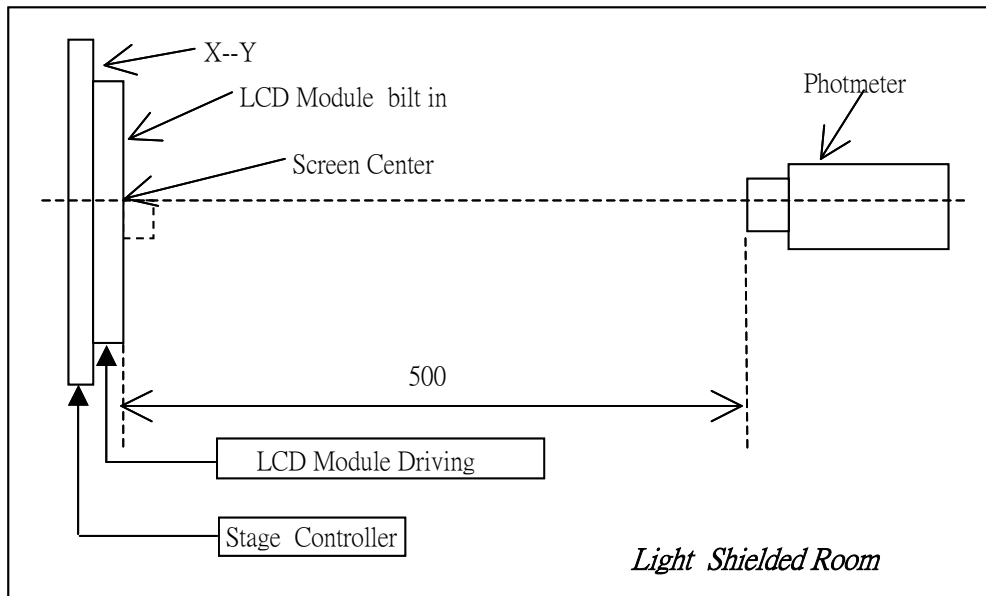 X--Y
LCD Module bilt in
Photmeter
Screen Center
500
LCD Module Driving
Stage Controller
Light Shielded Room